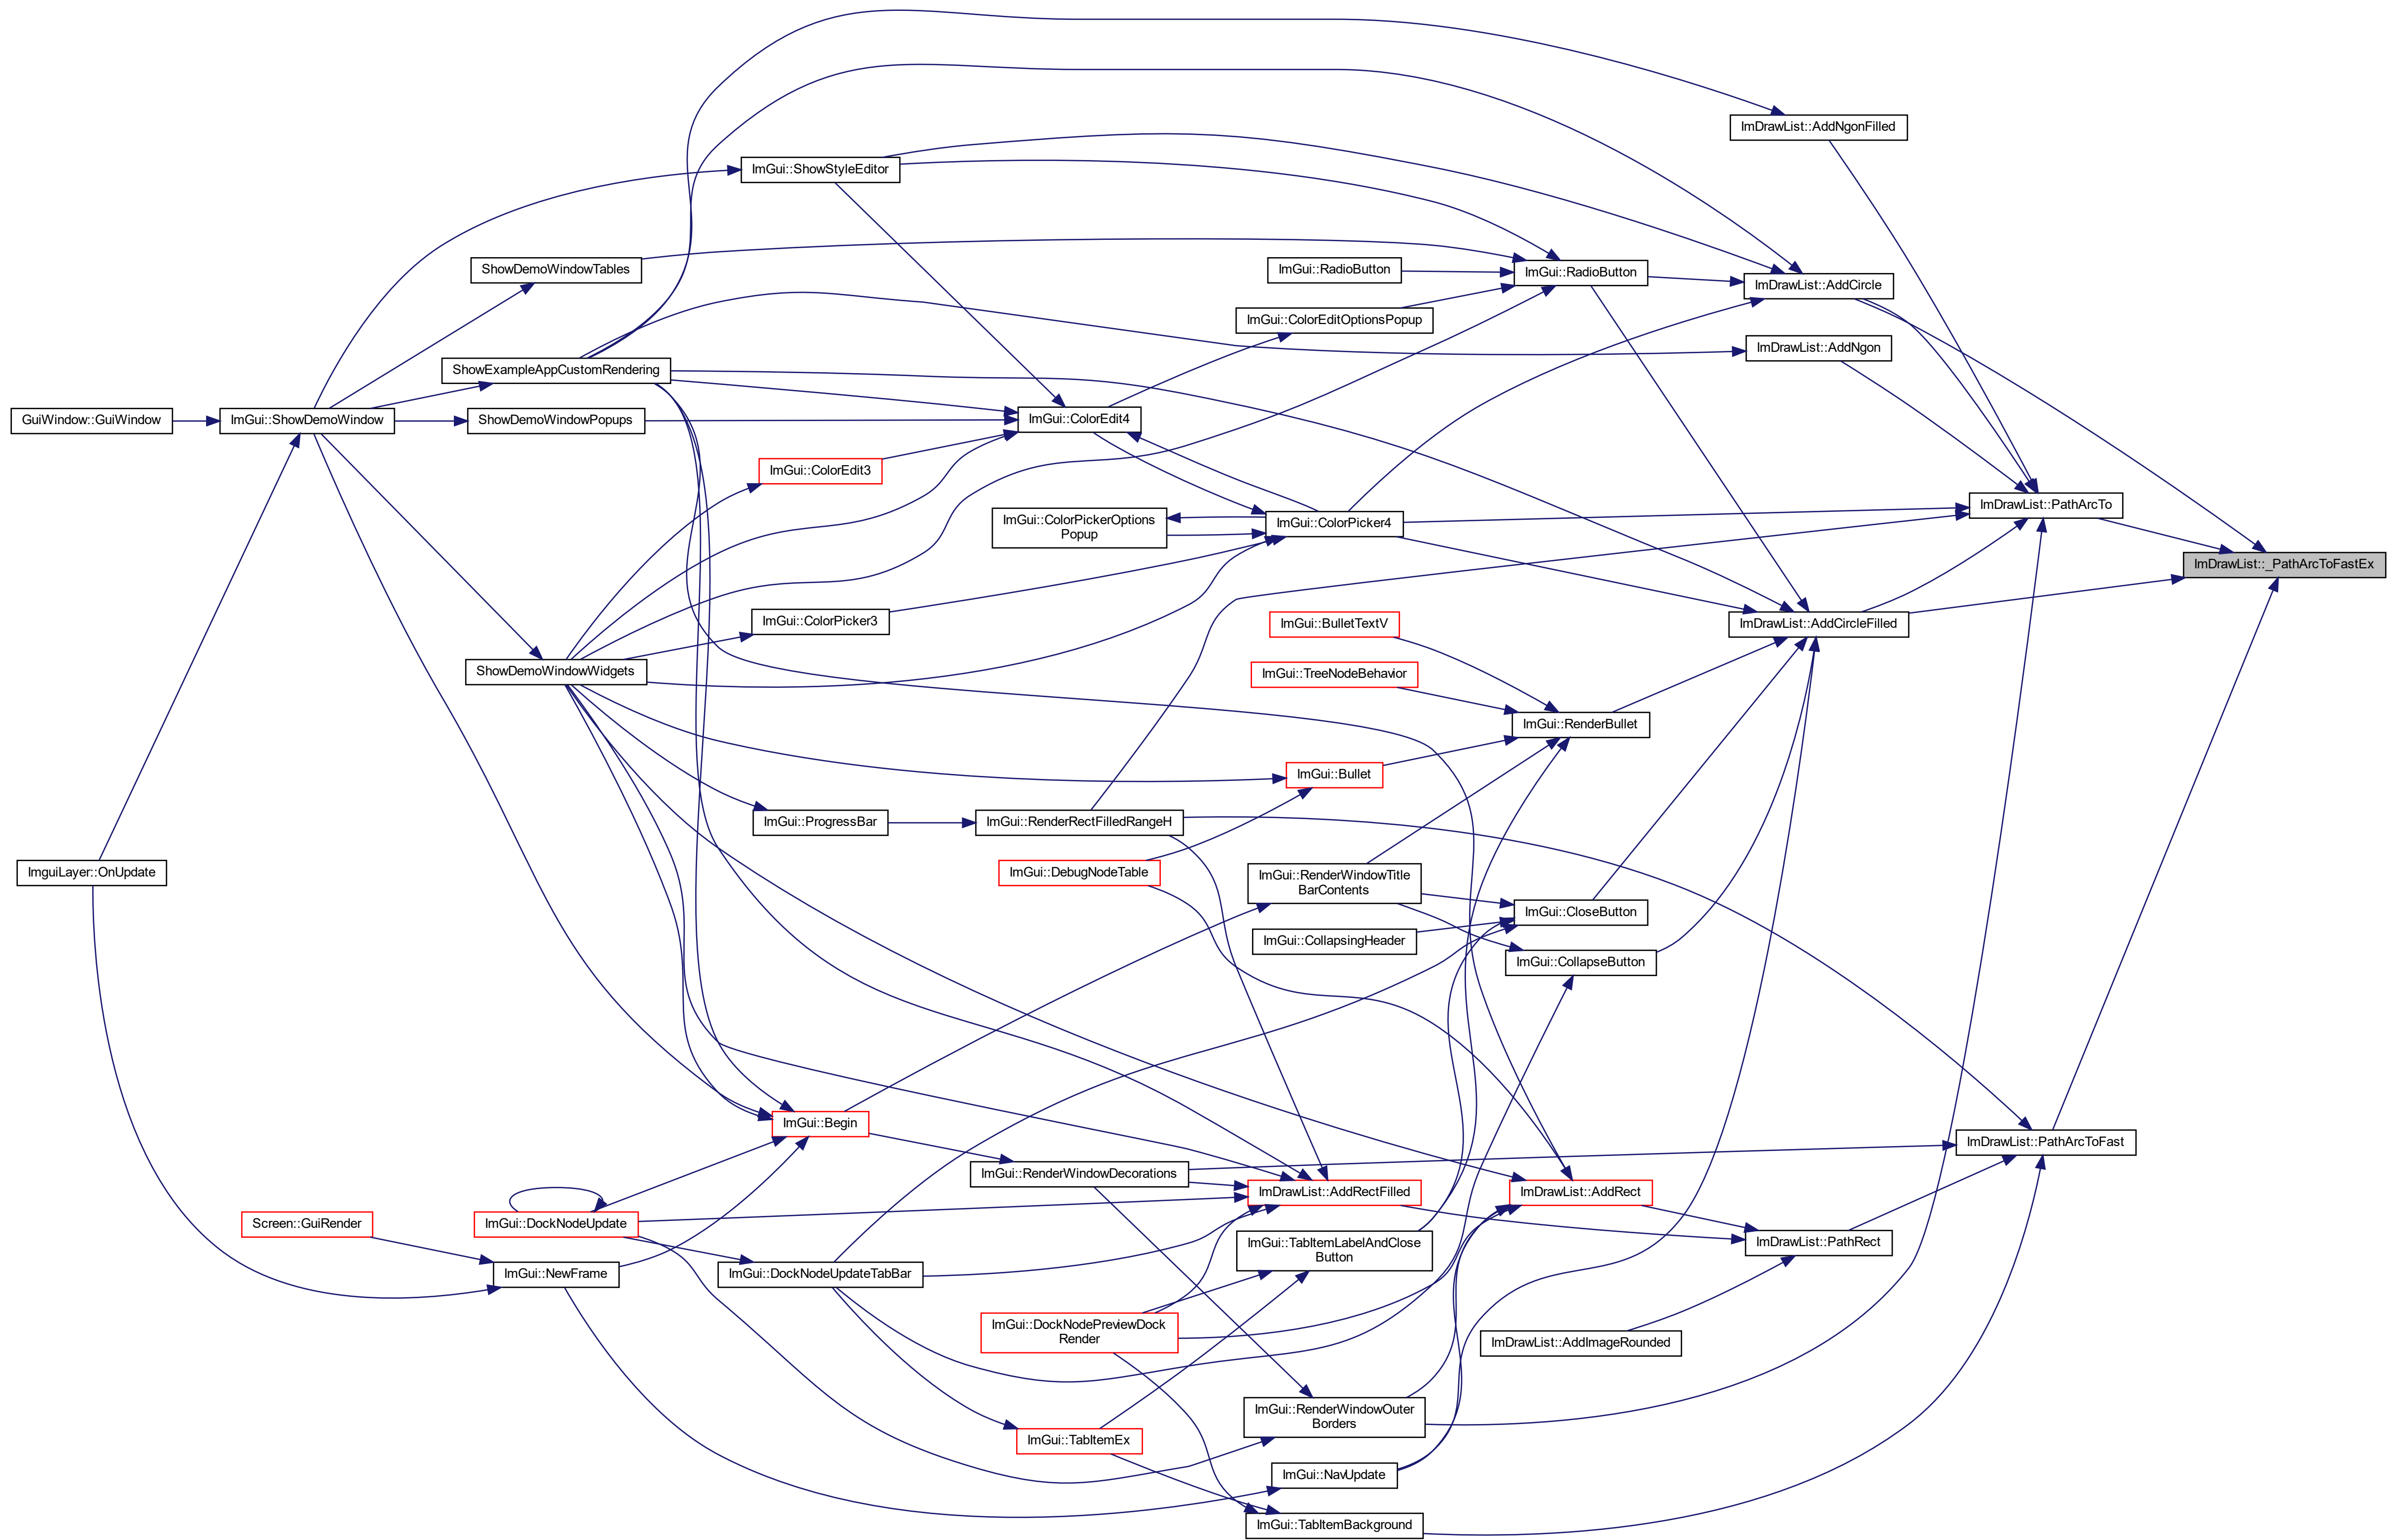 ImDrawList::AddNgonFilled
ImGui::ShowStyleEditor
ShowDemoWindowTables
ImGui::RadioButton
ImGui::RadioButton
ImDrawList::AddCircle
ImGui::ColorEditOptionsPopup
ImDrawList::AddNgon
ShowExampleAppCustomRendering
GuiWindow::GuiWindow
ImGui::ShowDemoWindow
ShowDemoWindowPopups
ImGui::ColorEdit4
ImGui::ColorEdit3
ImGui::ColorPickerOptions
Popup
ImGui::ColorPicker4
ImDrawList::PathArcTo
ImDrawList::_PathArcToFastEx
ImGui::ColorPicker3
ImGui::BulletTextV
ImDrawList::AddCircleFilled
ShowDemoWindowWidgets
ImGui::TreeNodeBehavior
ImGui::RenderBullet
ImGui::Bullet
ImGui::ProgressBar
ImGui::RenderRectFilledRangeH
ImguiLayer::OnUpdate
ImGui::DebugNodeTable
ImGui::RenderWindowTitle
BarContents
ImGui::CloseButton
ImGui::CollapsingHeader
ImGui::CollapseButton
ImGui::Begin
ImDrawList::PathArcToFast
ImGui::RenderWindowDecorations
ImDrawList::AddRectFilled
ImDrawList::AddRect
Screen::GuiRender
ImGui::DockNodeUpdate
ImGui::TabItemLabelAndClose
Button
ImDrawList::PathRect
ImGui::NewFrame
ImGui::DockNodeUpdateTabBar
ImGui::DockNodePreviewDock
Render
ImDrawList::AddImageRounded
ImGui::RenderWindowOuter
Borders
ImGui::TabItemEx
ImGui::NavUpdate
ImGui::TabItemBackground